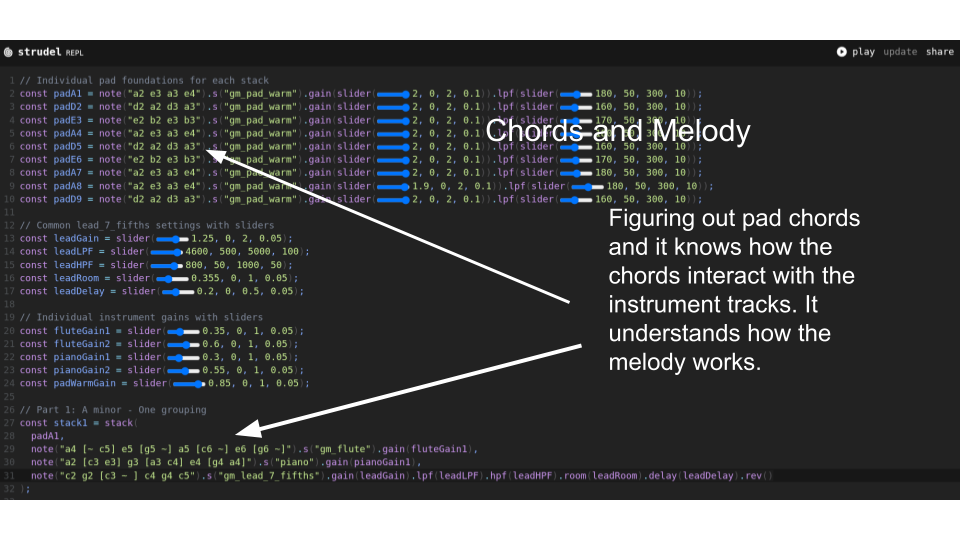 strudel REPL
play update share
1 // Individual pad foundations for each stack
2 const padA1 = note("a2 e3 a3 e4").s("gm_pad_warm").gain(slider(2, 0, 2, 0.1)).lpf(slider(180, 50, 300, 10));
3 const padD2 = note("d2 a2 d3 a3").s("gm_pad_warm").gain(slider(2, 0, 2, 0.1)).lpf(slider(160, 50, 300, 10));
4 const padE3 = note("e2 b2 e3 b3").s("gm_pad_warm").gain(slider(2, 0, 2, 0.1)).lpf(slider(170, 50, 300, 10));
Chords and Melody
5 const padA4 = note("a2 e3 a3 e4").s("gm_pad_warm").gain(slider(2, 0, 2, 0.1)).lpf(slider( 50, 300, 10));
6 const padD5 = note("d2 a2 d3 a3").s("gm_pad_warm").gain(slider(2, 0, 2, 0.1)).lpf(slider(160, 50, 300, 10));
7 const padE6 = note("e2 b2 e3 b3").s("gm_pad_warm").gain(slider(2, 0, 2, 0.1)).lpf(slider(170, 50, 300, 10));
8 const padA7 = note("a2 e3 a3 e4").s("gm_pad_warm").gain(slider(2, 0, 2, 0.1)).lpf(slider(180, 50, 300, 10));
9 const padA8 = note("a2 e3 a3 e4").s("gm_pad_warm").gain(slider(1.9, 0, 2, 0.1)).lpf(slider(180, 50, 300, 10));
10 const padD9 = note("d2 a2 d3 a3").s("gm_pad_warm").gain(slider(2, 0, 2, 0.1)).lpf(slider(160, 50, 300, 10));
11
12 // Common lead_7_fifths settings with sliders
13 const leadGain = slider(1.25, 0, 2, 0.05);
14 const leadLPF = slider(4600, 500, 5000, 100);
15 const leadHPF = slider(800, 50, 1000, 50);
16 const leadRoom = slider(0.355, 0, 1, 0.05);
17 const leadDelay = slider(0.2, 0, 0.5, 0.05);
18
19 // Individual instrument gains with sliders
20 const fluteGain1 = slider(0.35, 0, 1, 0.05);
21 const fluteGain2 = slider(0.6, 0, 1, 0.05);
22 const pianoGain1 = slider(0.3, 0, 1, 0.05);
23 const pianoGain2 = slider(0.55, 0, 1, 0.05);
24 const padWarmGain = slider(0.85, 0, 1, 0.05);
25
26 // Part 1: A minor - One grouping
27 const stack1 = stack(
28 padA1,
29 note("a4 [~ c5] e5 [g5 ~] a5 [c6 ~] e6 [g6 ~]").s("gm_flute").gain(fluteGain1),
30 note("a2 [c3 e3] g3 [a3 c4] e4 [g4 a4]").s("piano").gain(pianoGain1),
31 note("c2 g2 [c3 ~ ] c4 g4 c5").s("gm_lead_7_fifths").gain(leadGain).lpf(leadLPF).hpf(leadHPF).room(leadRoom).delay(leadDelay).rev()
32 );
Figuring out pad chords
and it knows how the
chords interact with the
instrument tracks. It
understands how the
melody works.